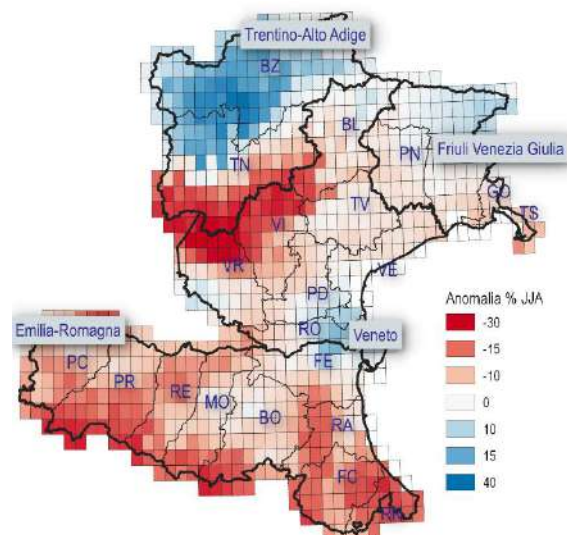 Trentino-Alto Adige
BZ
BL
TN
PN
Friuli Venezia Giulia
GO
TS
VI
TV
VR
VE
PD
Anomalia % JJA
-30
-15
-10
0
10
15
40
Emilia-Romagna
RO
Veneto
PC
FE
PR
RE
MO
BO
RA
FC
RN